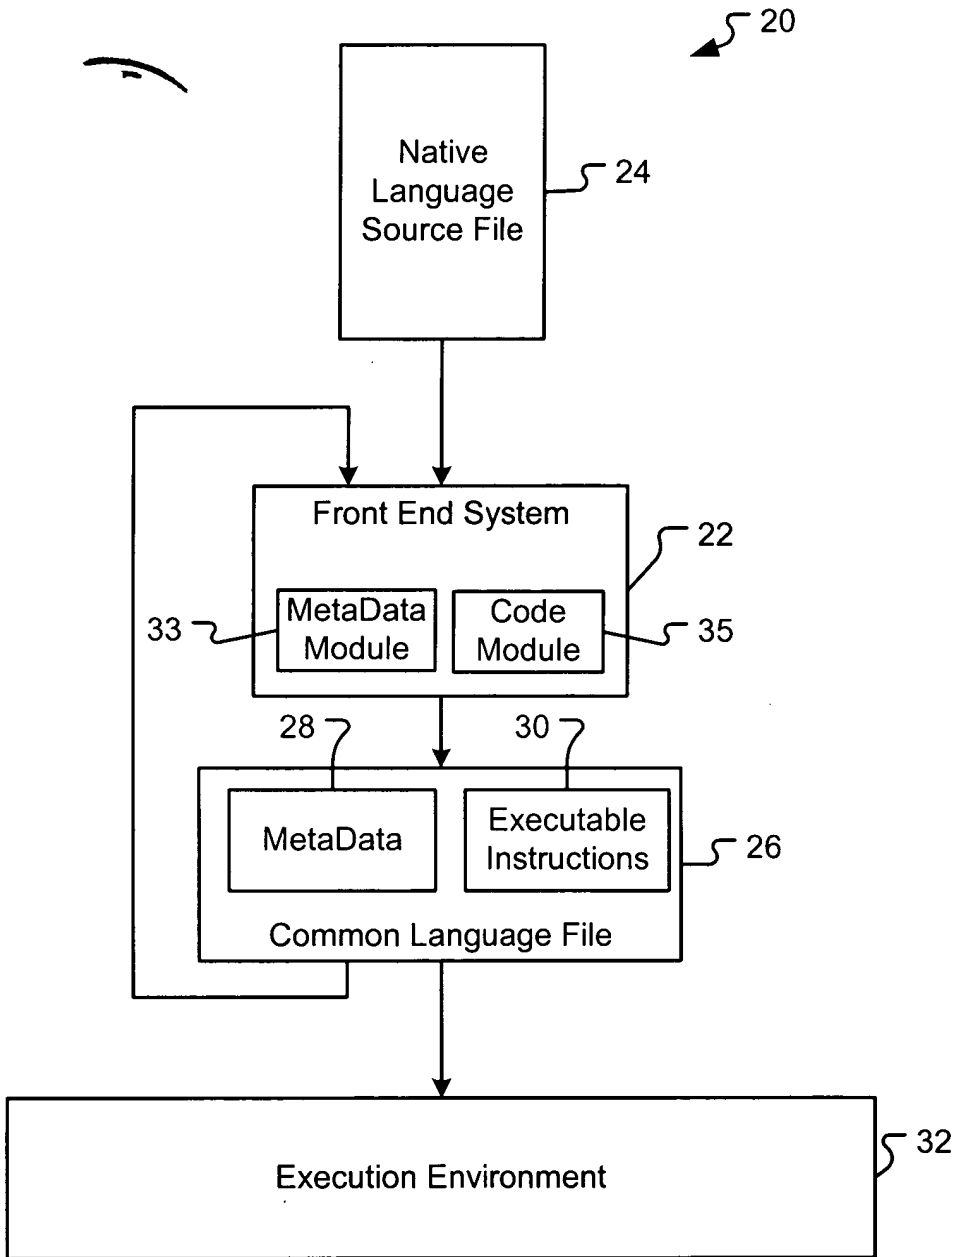 20
Native
Language
Source File
24
Front End System
22
MetaData
Module
Code
Module
33
35
28
30
MetaData
Executable
Instructions
26
Common Language File
Execution Environment
32